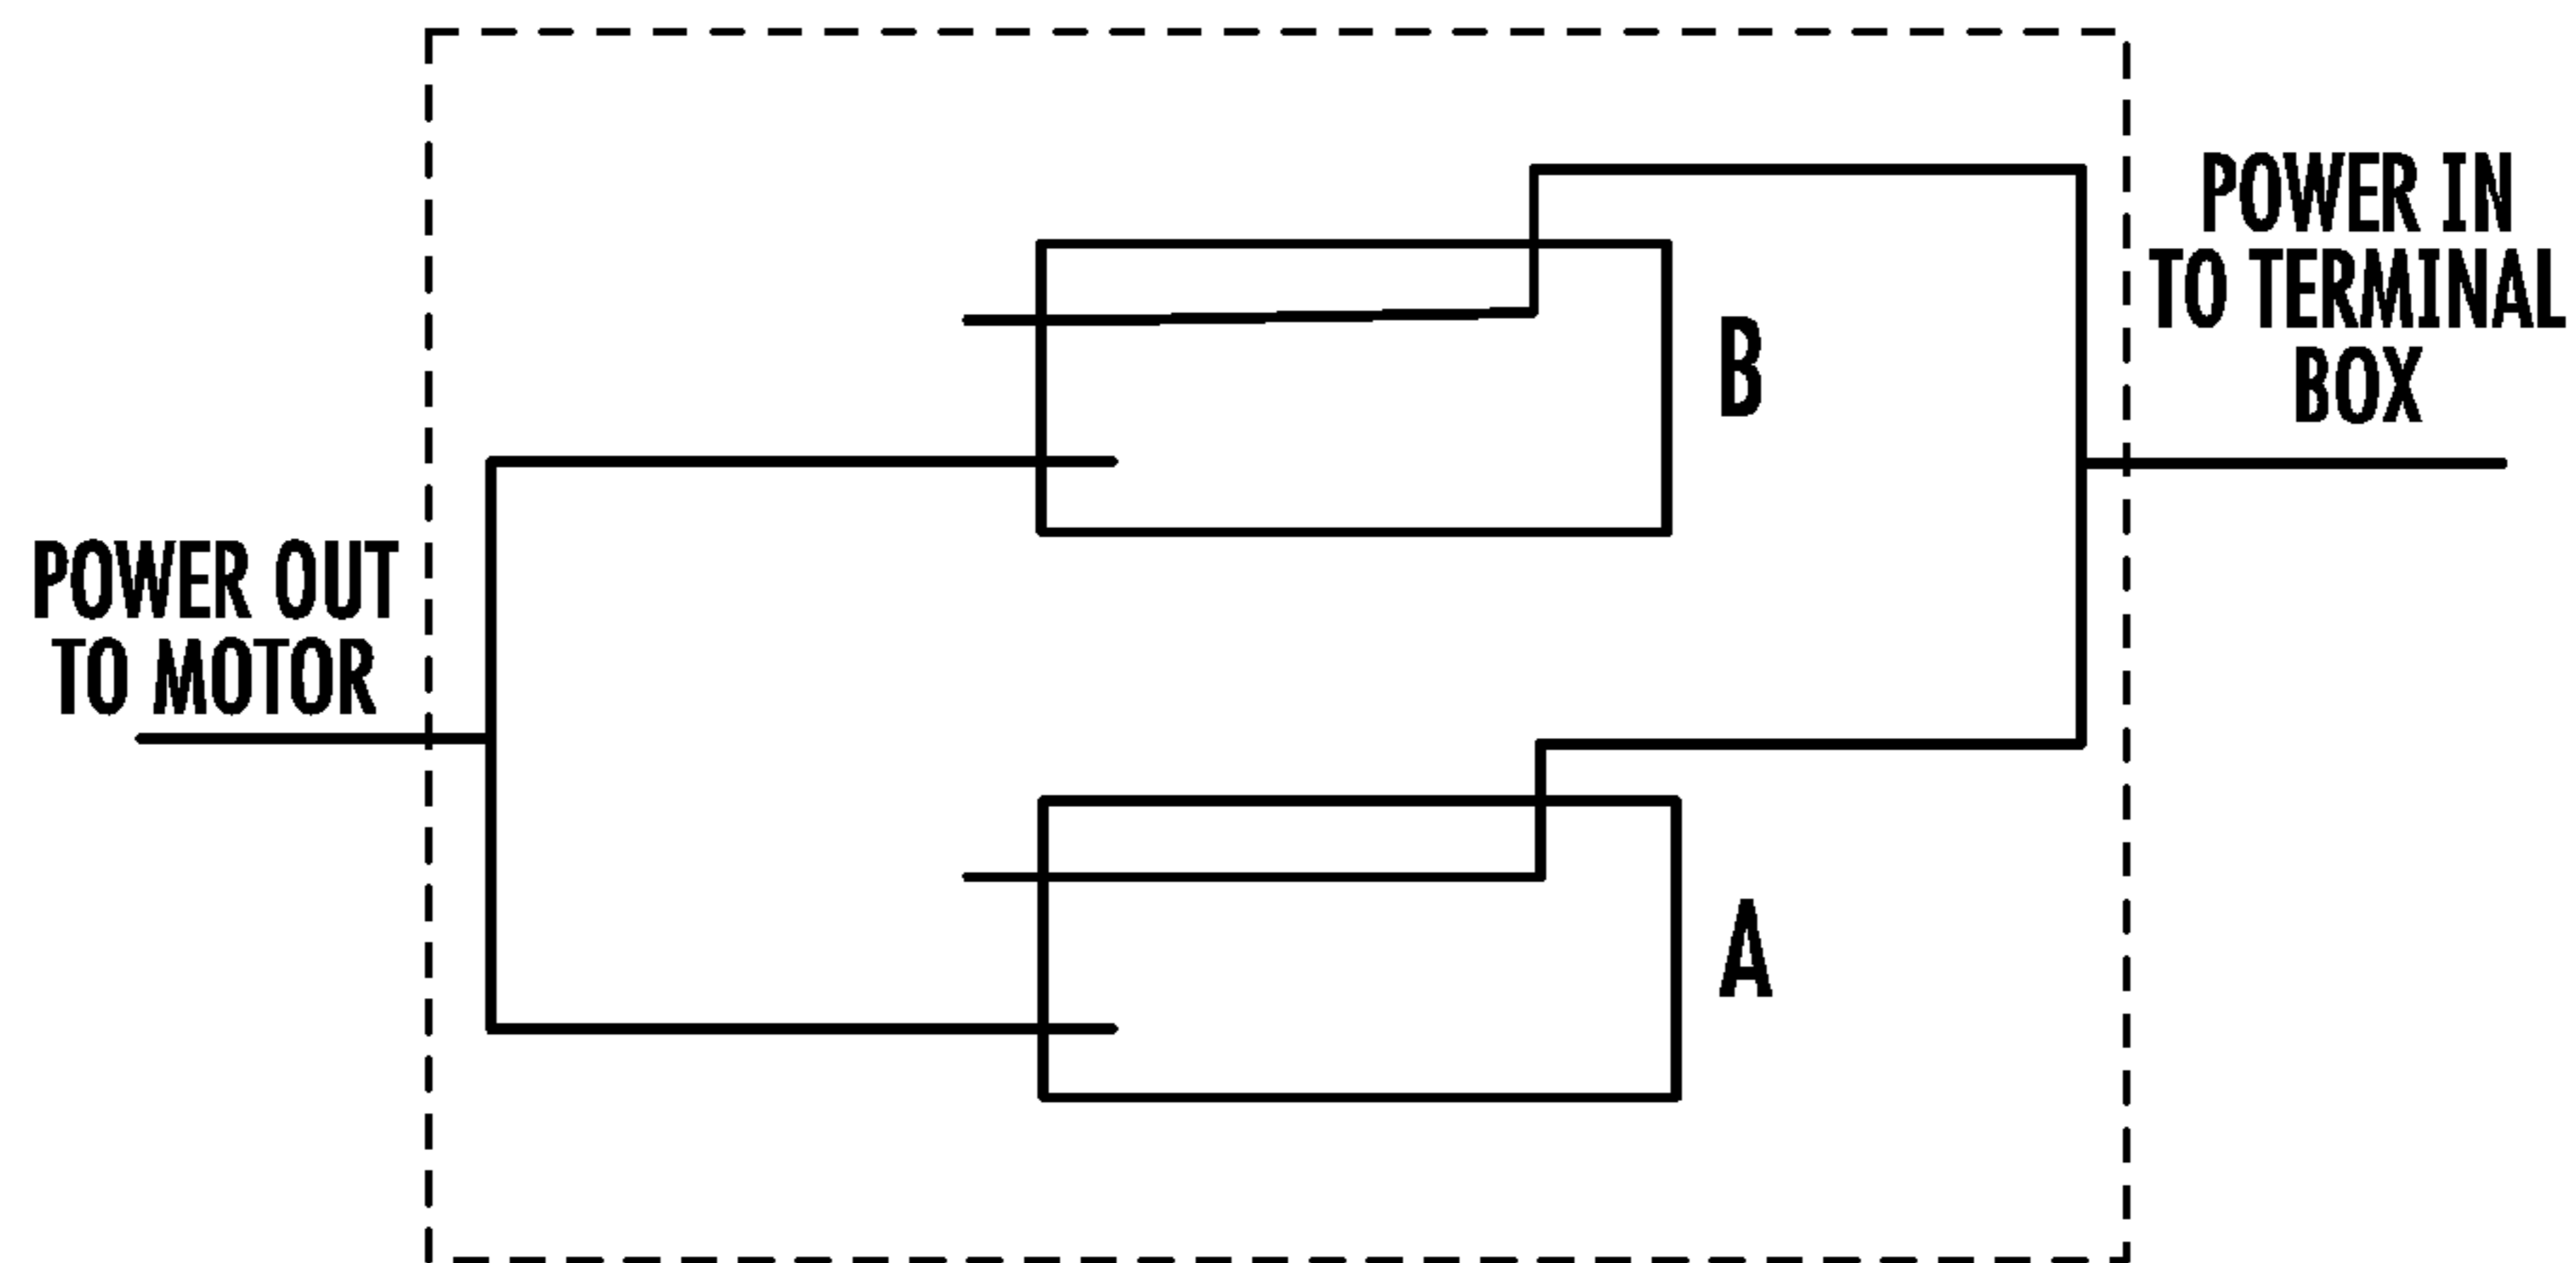 POWER IN
TO TERMINAL
BOX
B
POWER OUT
TO MOTOR
A